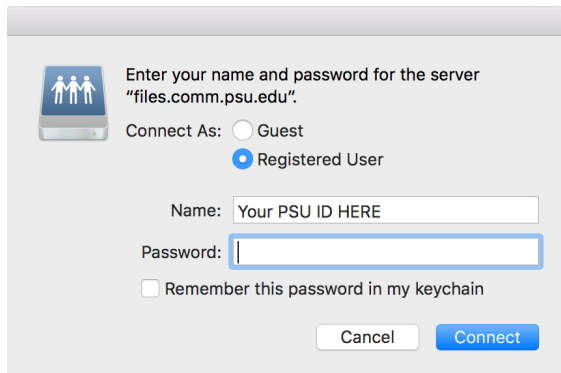 Enter your name and password for the server
“files.comm.psu.edu”.
Connect As: Guest
Registered User
Name: Your PSU ID HERE
Password:
Remember this password in my keychain
Cancel Connect